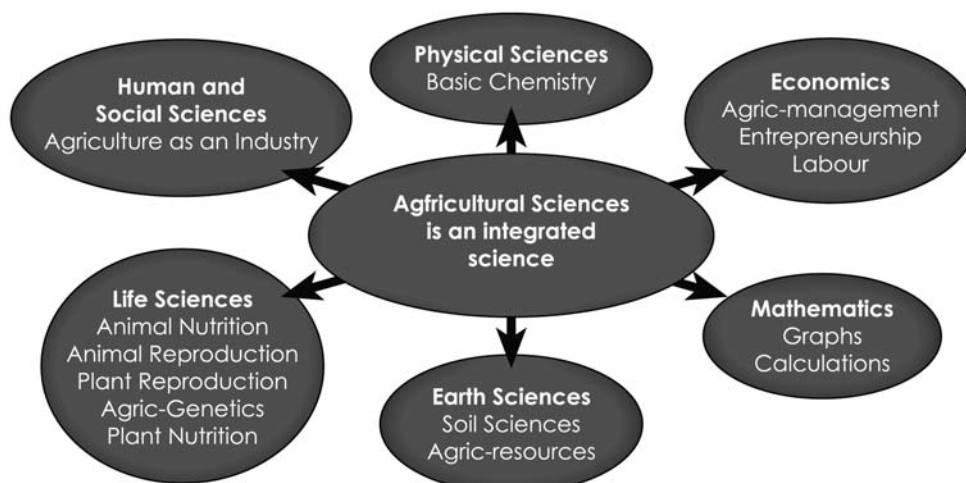 Physical Sciences
Basic Chemistry
Human and
Social Sciences
Agriculture as an Industry
Economics
Agric-management
Entrepreneurship
Labour
Agfricultural Sciences
is an integrated
science
Life Sciences
Animal Nutrition
Animal Reproduction
Plant Reproduction
Agric-Genetics
Plant Nutrition
Earth Sciences
Soil Sciences
Agric-resources
Mathematics
Graphs
Calculations